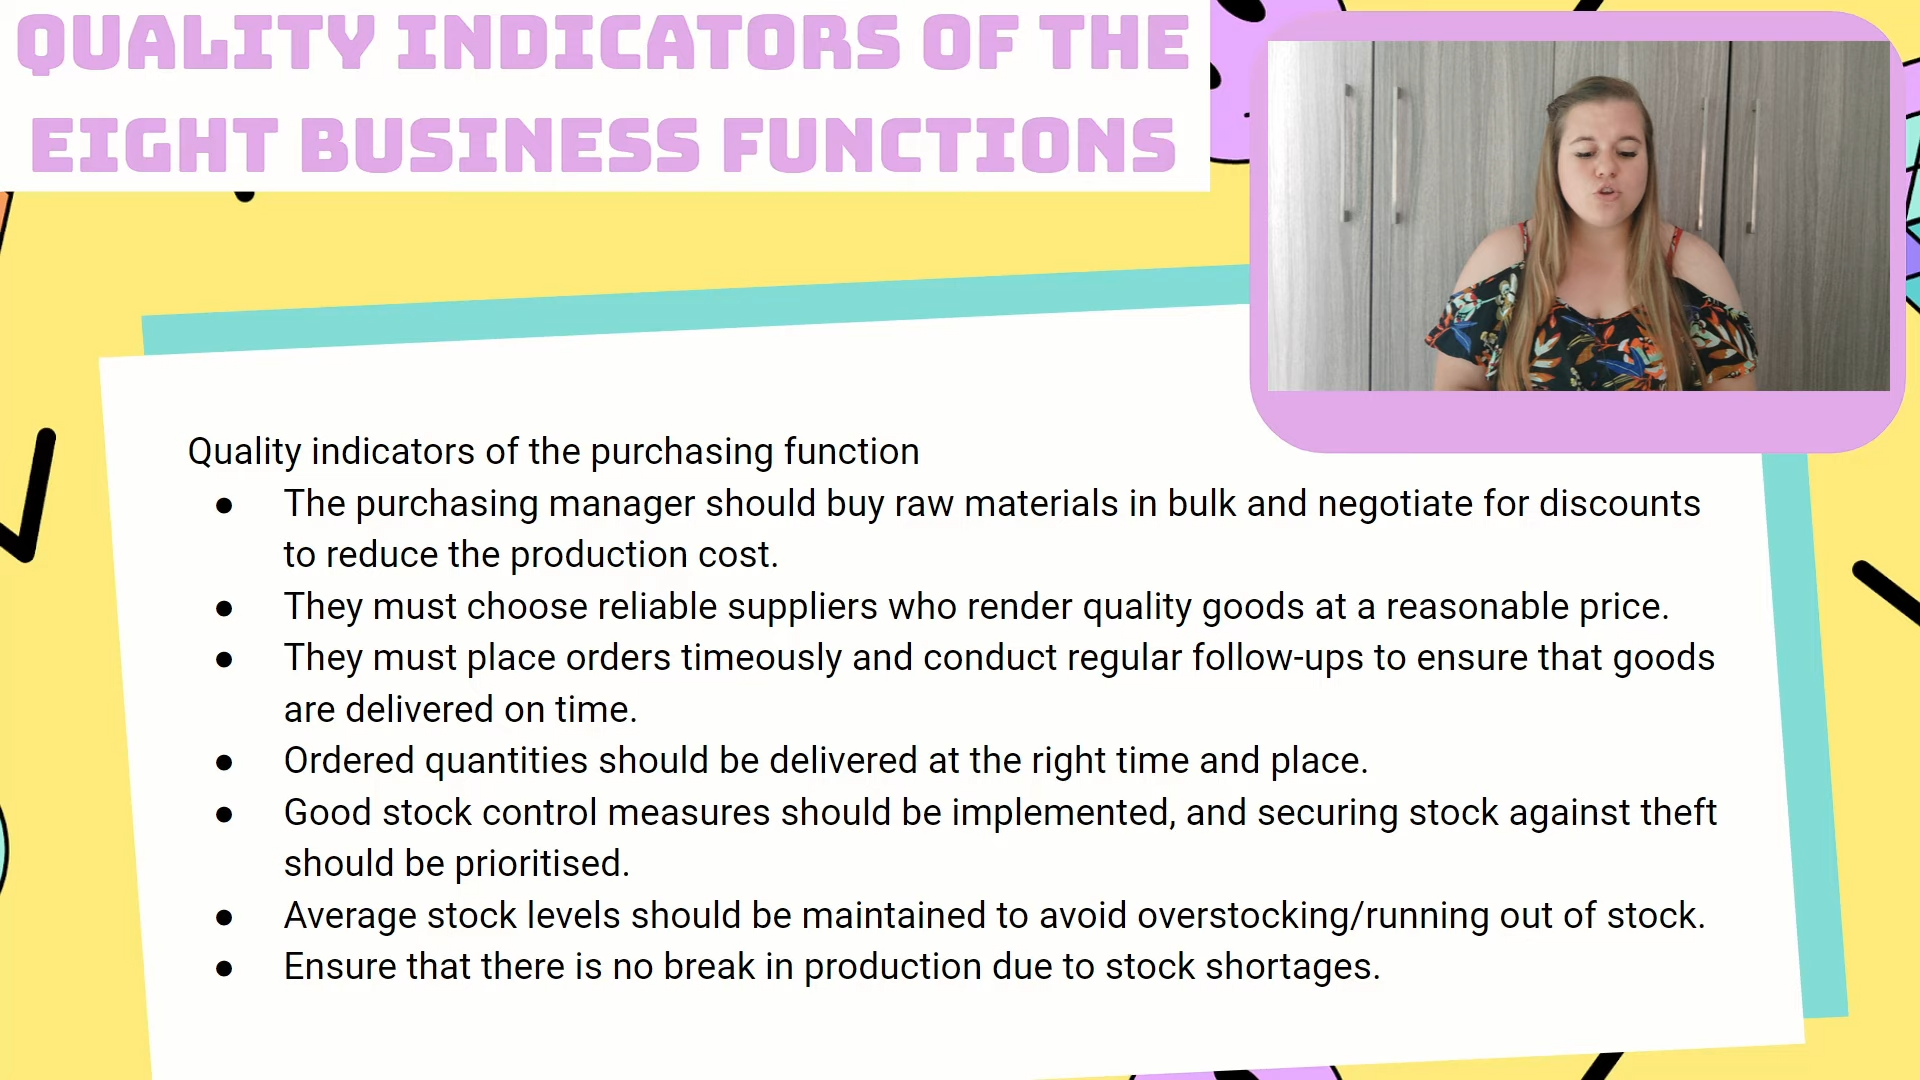 QUALITY INDICATORS OF THE
EIGHT BUSINESS FUNCTIONS
Quality indicators of the purchasing function
● The purchasing manager should buy raw materials in bulk and negotiate for discounts
to reduce the production cost.
● They must choose reliable suppliers who render quality goods at a reasonable price.
● They must place orders timeously and conduct regular follow-ups to ensure that goods
are delivered on time.
● Ordered quantities should be delivered at the right time and place.
● Good stock control measures should be implemented, and securing stock against theft
should be prioritised.
● Average stock levels should be maintained to avoid overstocking/running out of stock.
● Ensure that there is no break in production due to stock shortages.